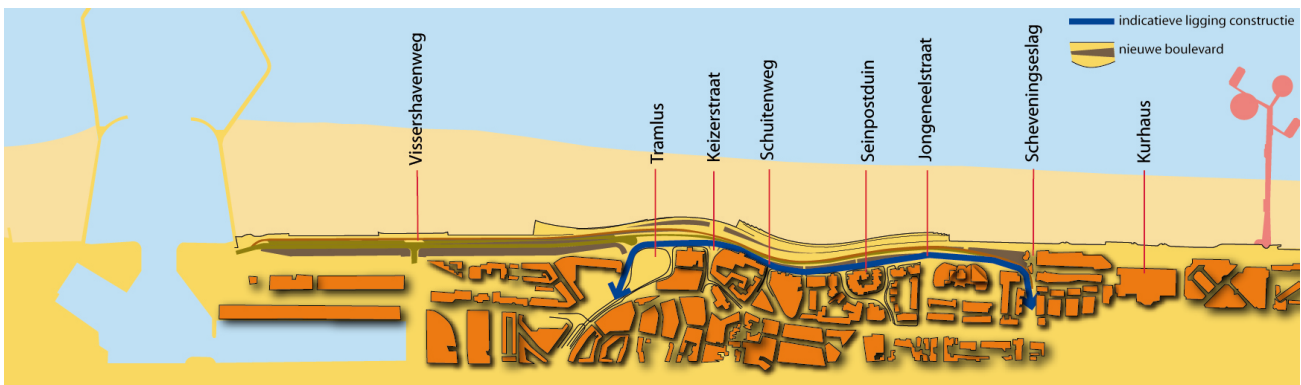 indicatieve ligging constructie
nieuwe boulevard
Vissershavenweg
Tramlus
Keizerstraat
Schuitenweg
Seinpostduin
Jongeneelstraat
Scheveningseslag
Kurhaus